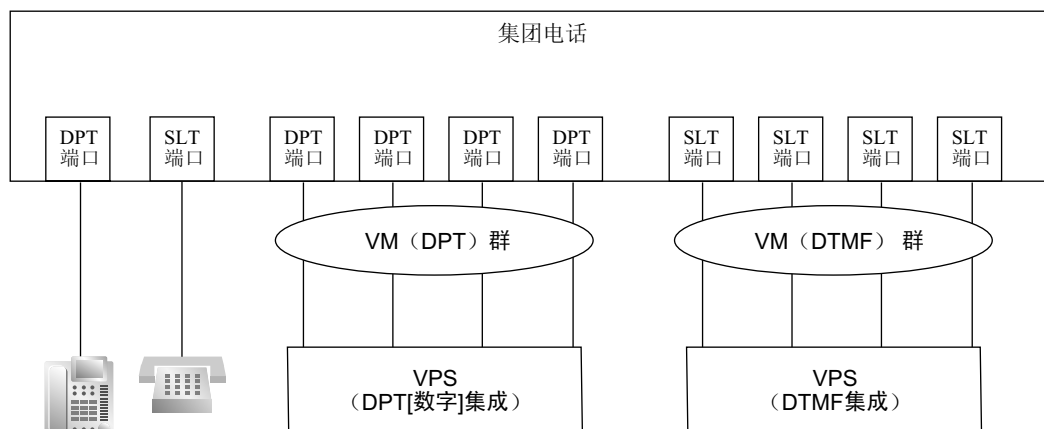 集团电话
DPT
端口
SLT
端口
DPT
端口
DPT
端口
DPT
端口
DPT
端口
SLT
端口
SLT
端口
SLT
端口
SLT
端口
VM（DPT）群
VM（DTMF） 群
VPS
（DPT[数字]集成）
VPS
（DTMF集成）